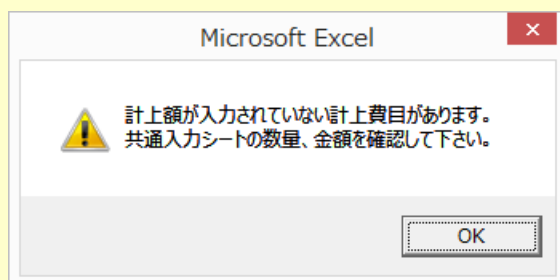 Microsoft Excel
計上額が入力されていない計上費目があります。
共通入力シートの数量、金額を確認して下さい。
OK